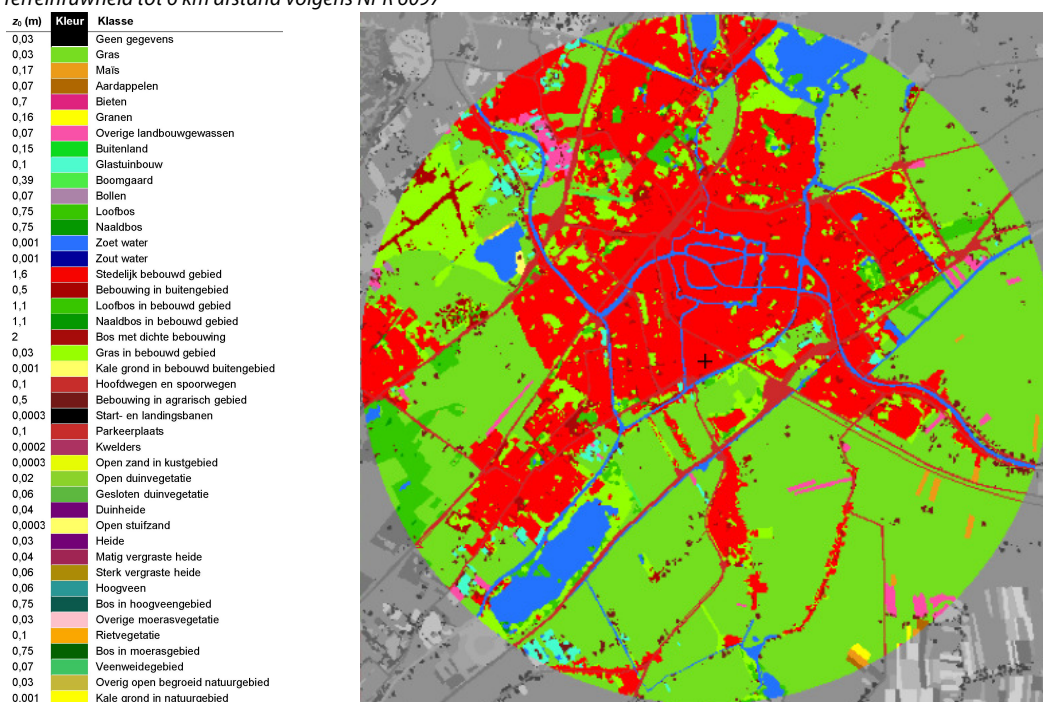 Terreinruwheid tot 6 km afstand volgens NPR 6097
z₀ (m) Kleur Klasse
0,03 Geen gegevens
0,03 Gras
0,17 Maïs
0,07 Aardappelen
0,7 Bieten
0,16 Granen
0,07 Overige landbouwgewassen
0,15 Buitenland
0,1 Glastuinbouw
0,39 Boomgaard
0,07 Bollen
0,75 Loofbos
0,75 Naaldbos
0,001 Zoet water
0,001 Zout water
1,6 Stedelijk bebouwd gebied
0,5 Bebouwing in buitengebied
1,1 Loofbos in bebouwd gebied
1,1 Naaldbos in bebouwd gebied
2 Bos met dichte bebouwing
0,03 Gras in bebouwd gebied
0,001 Kale grond in bebouwd buitengebied
0,1 Hoofdwegen en spoorwegen
0,5 Bebouwing in agrarisch gebied
0,0003 Start- en landingsbanen
0,1 Parkeerplaats
0,0002 Kwelders
0,0003 Open zand in kustgebied
0,02 Open duinvegetatie
0,06 Gesloten duinvegetatie
0,04 Duinheide
0,0003 Open stuifzand
0,03 Heide
0,04 Matig vergraste heide
0,06 Sterk vergraste heide
0,06 Hoogveen
0,75 Bos in hoogveengebied
0,03 Overige moerasvegetatie
0,1 Rietvegetatie
0,75 Bos in moerasgebied
0,07 Veenweidegebied
0,03 Overig open begroeid natuurgebied
0,001 Kale grond in natuurgebied